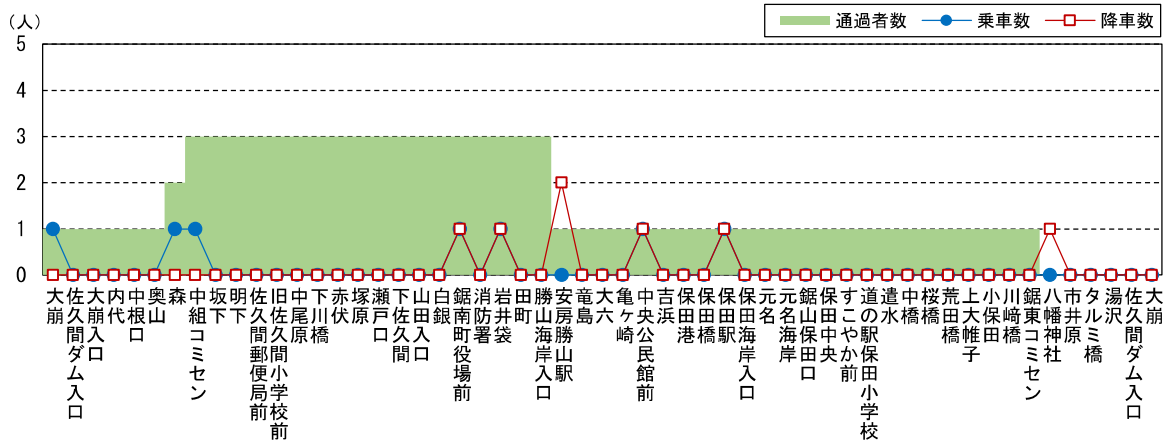 （人）
通過者数 乗車数 降車数
5
4
3
2
1
0
大崩
佐久間ダム入口
大崩入口
内代
中根口
奥山
森
中組コミセン
坂下
明下
佐久間郵便局前
旧佐久間小学校前
中尾原
下川橋
赤伏
塚原
瀬戸口
下佐久間
山田入口
白銀
鋸南町役場前
消防署
岩井袋
田町
勝山海岸入口
安房勝山駅
竜島
大六
亀ヶ崎
中央公民館前
吉浜
保田港
保田橋
保田駅
保田海岸入口
元名
元名海岸
鋸山保田口
保田中央
すこやか前
道の駅保田小学校
遣水
中橋
桜橋
荒田橋
上大帷子
小保田
川﨑橋
鋸東コミセン
八幡神社
市井原
タルミ橋
湯沢
佐久間ダム入口
大崩